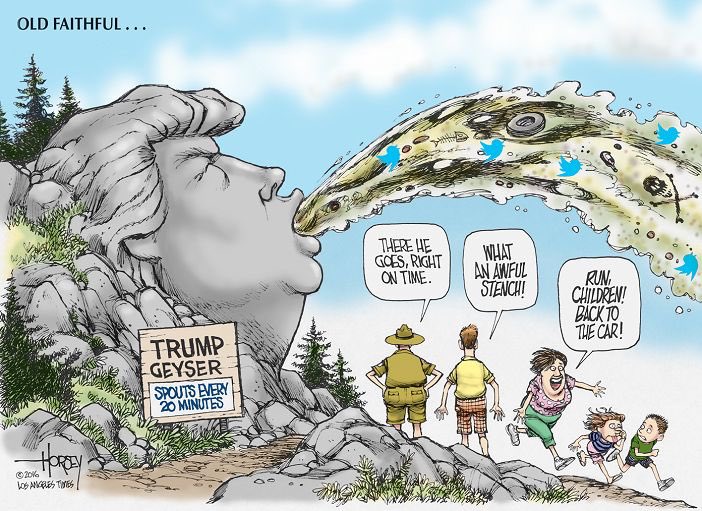 OLD FAITHFUL...
THERE HE
GOES, RIGHT
ON TIME.
WHAT
AN AWFUL
STENCH!
RUN,
CHILDREN!
BACK TO
THE CAR!
TRUMP
GEYSER
SPOUTS EVERY
20 MINUTES
HORSEY
©2016
LOS ANGELES TIMES